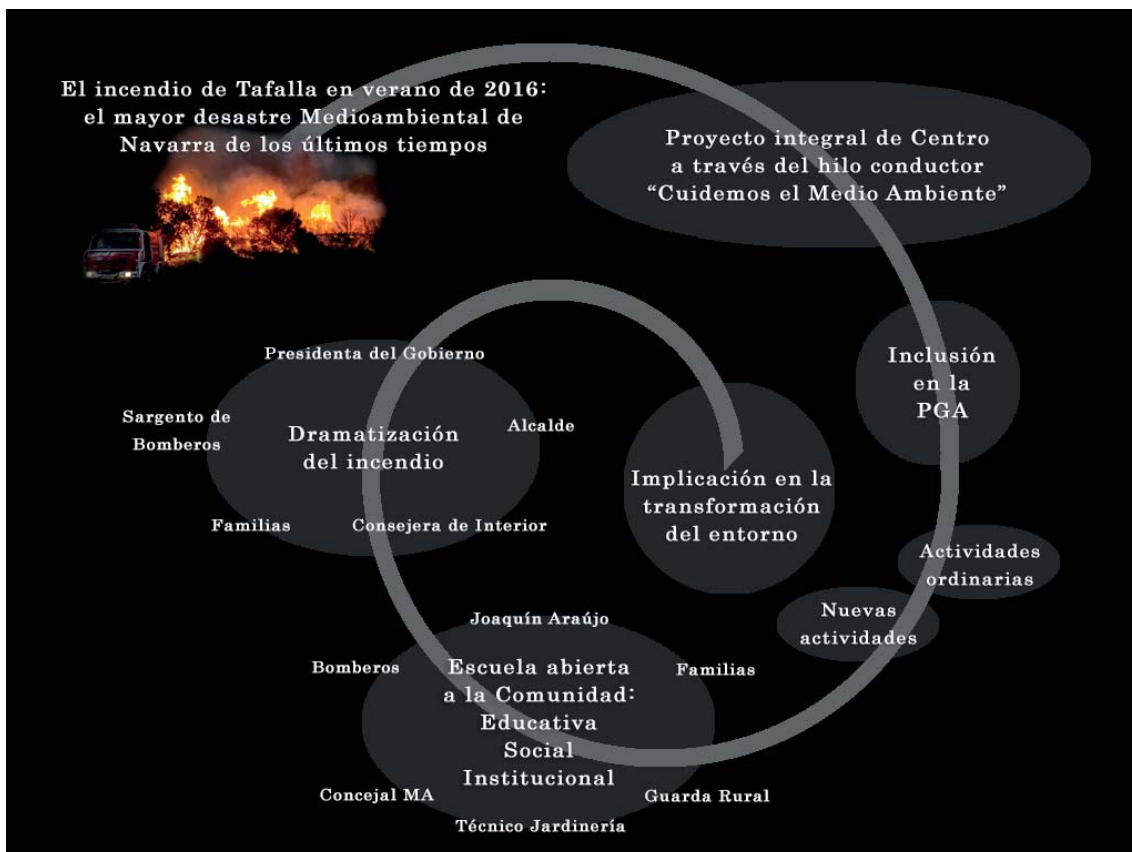 El incendio de Tafalla en verano de 2016:
el mayor desastre Medioambiental de
Navarra de los últimos tiempos
Proyecto integral de Centro
a través del hilo conductor
“Cuidemos el Medio Ambiente”
Inclusión
en la
PGA
Actividades
ordinarias
Nuevas
actividades
Escuela abierta
a la Comunidad:
Educativa
Social
Institucional
Joaquín Araújo
Bomberos
Familias
Concejal MA
Guarda Rural
Técnico Jardinería
Dramatización
del incendio
Presidenta del Gobierno
Sargento de
Bomberos
Alcalde
Familias
Consejera de Interior
Implicación en la
transformación
del entorno